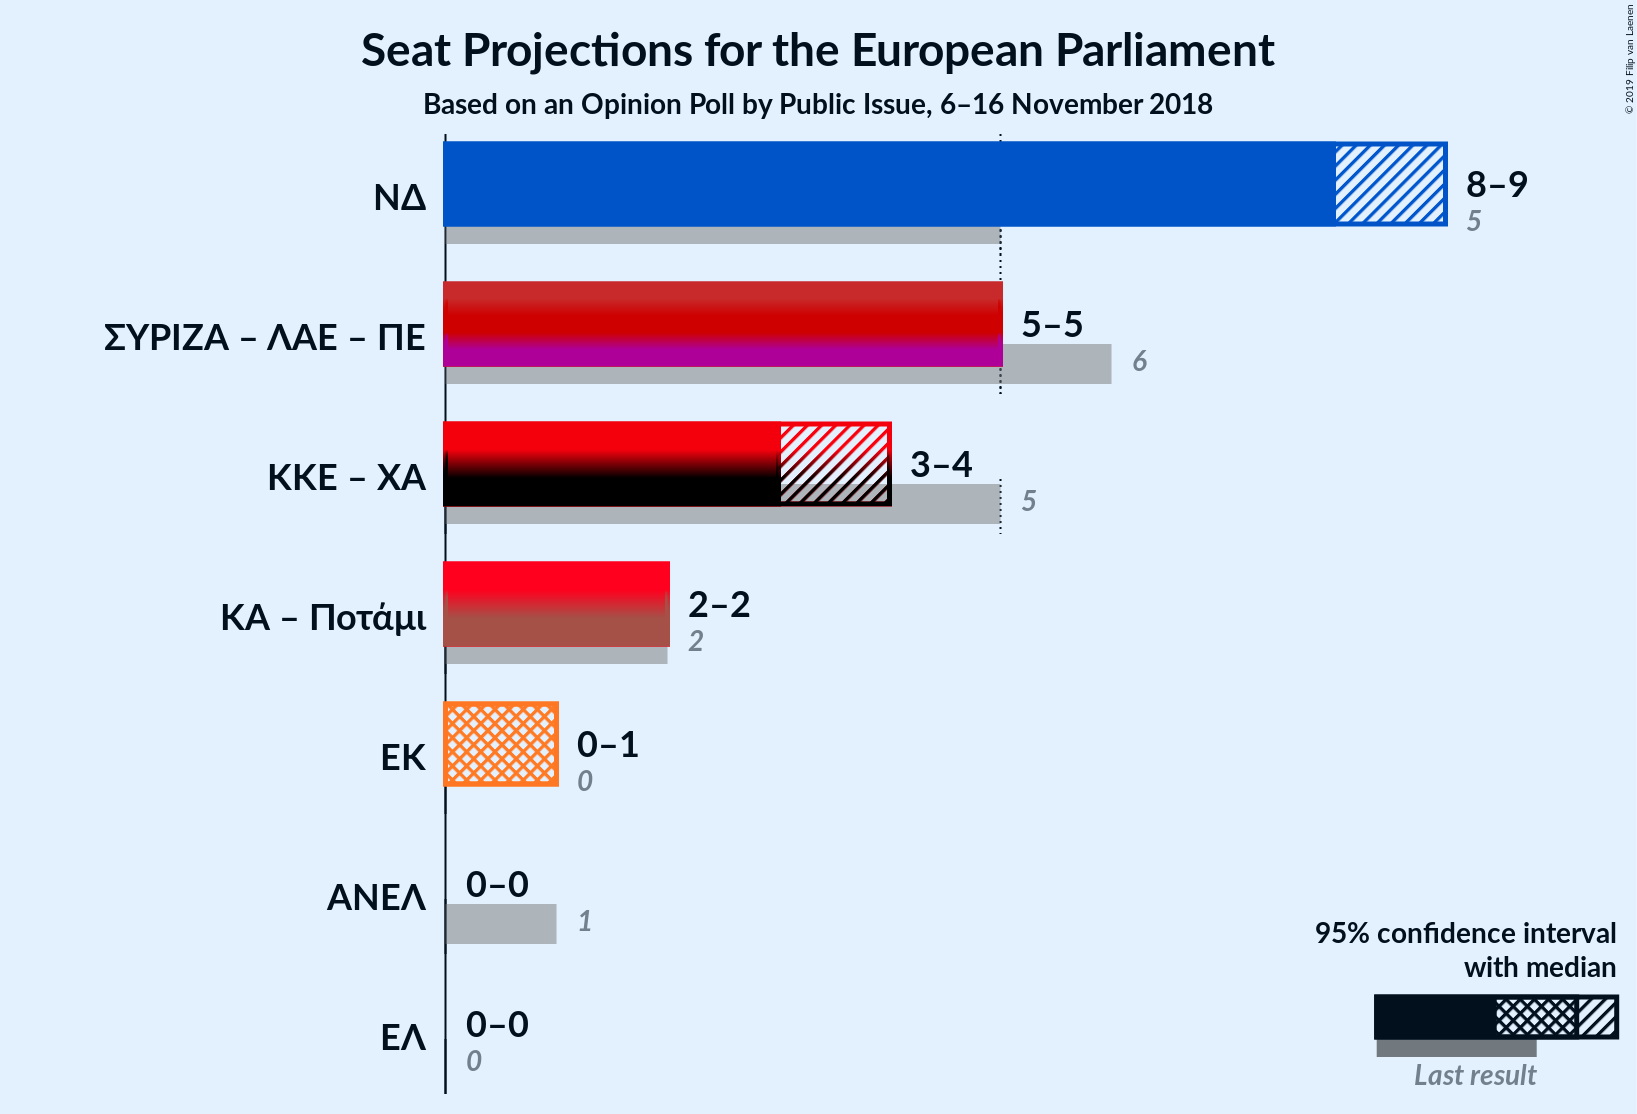 Seat Projections for the European Parliament
Based on an Opinion Poll by Public Issue, 6–16 November 2018
© 2019 Filip van Laenen
ΝΔ
8–9
5
ΣΥΡΙΖΑ – ΛΑΕ – ΠΕ
5–5
6
ΚΚΕ – ΧΑ
3–4
5
ΚΑ – Ποτάμι
2–2
2
ΕΚ
0–1
0
ΑΝΕΛ
0–0
1
ΕΛ
0–0
0
95% confidence interval
with median
Last result